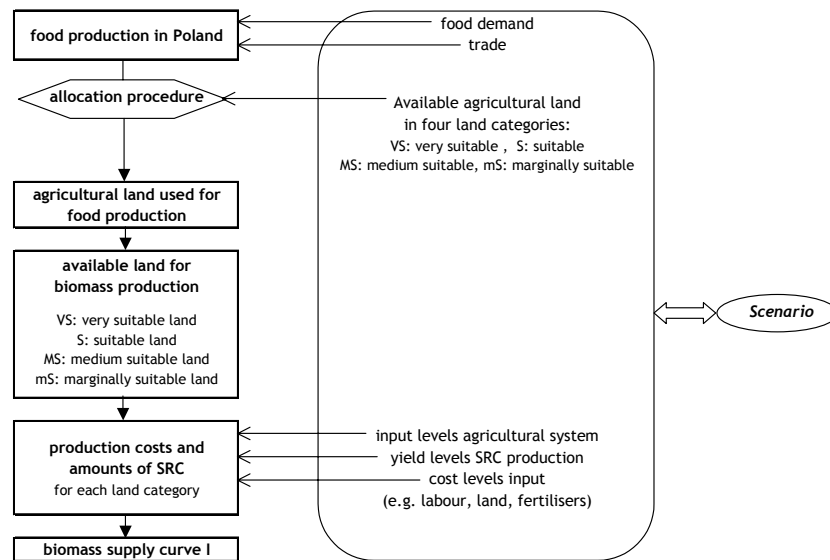 food production in Poland
food demand
trade
allocation procedure
Available agricultural land
in four land categories:
VS: very suitable , S: suitable
MS: medium suitable, mS: marginally suitable
agricultural land used for
food production
available land for
biomass production
VS: very suitable land
S: suitable land
MS: medium suitable land
mS: marginally suitable land
Scenario
production costs and
amounts of SRC
for each land category
input levels agricultural system
yield levels SRC production
cost levels input
(e.g. labour, land, fertilisers)
biomass supply curve I